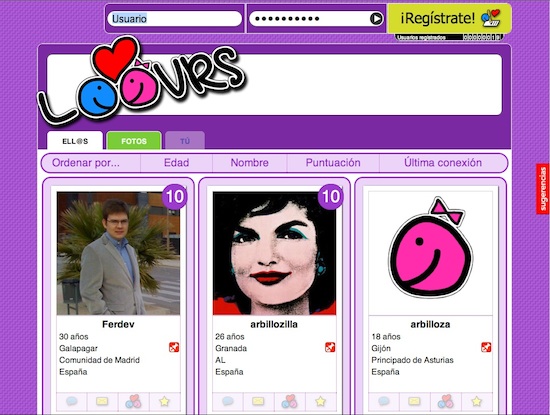 Usuario
●●●●●●●●●●
¡Regístrate!
Usuarios registrados
LOOVRS
ELL@S FOTOS TÚ
Ordenar por... Edad Nombre Puntuación Última conexión
10 10
sugerencias
Ferdev
30 años
Galapagar
Comunidad de Madrid
España
arbillozilla
26 años
Granada
AL
España
arbilloza
18 años
Gijón
Principado de Asturias
España